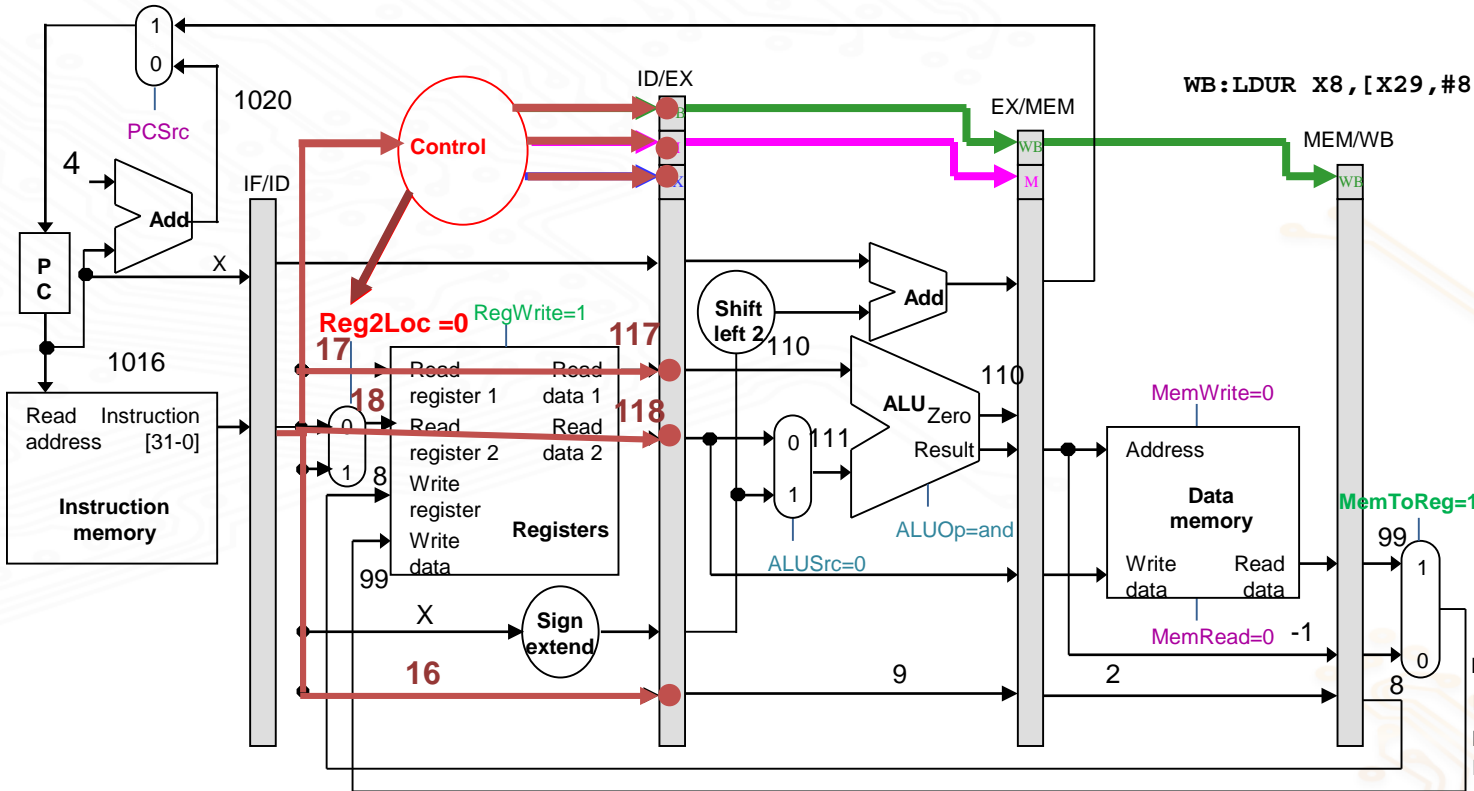 1
0
ID/EX
WB:LDUR X8,[X29,#8
1020
EX/MEM
PCSrc
Control
MEM/WB
WB
WB
M
4
IF/ID
Add
P
C
X
Add
Shift
left 2
Reg2Loc =0
RegWrite=1
117
110
17
1016
Read
register 1
Read
data 1
110
18
118
ALU
Zero
MemWrite=0
Read
address
Instruction
[31-0]
0
1
Read
register 2
Read
data 2
0
1
111
Result
Address
8
Write
register
Data
memory
MemToReg=1
Instruction
memory
Registers
ALUOp=and
99
Write
data
99
ALUSrc=0
Write
data
Read
data
1
0
X
Sign
extend
MemRead=0
-1
16
9
2
8